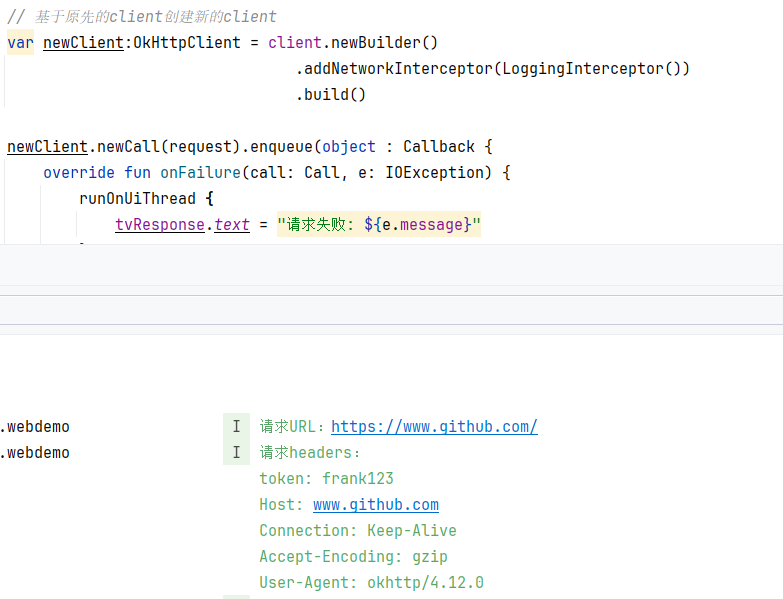 // 基于原先的client创建新的client
var newClient:OkHttpClient = client.newBuilder()
.addNetworkInterceptor(LoggingInterceptor())
.build()
newClient.newCall(request).enqueue(object : Callback {
override fun onFailure(call: Call, e: IOException) {
runOnUiThread {
tvResponse.text = "请求失败: ${e.message}"
.webdemo I 请求URL: https://www.github.com/
.webdemo I 请求headers:
token: frank123
Host: www.github.com
Connection: Keep-Alive
Accept-Encoding: gzip
User-Agent: okhttp/4.12.0